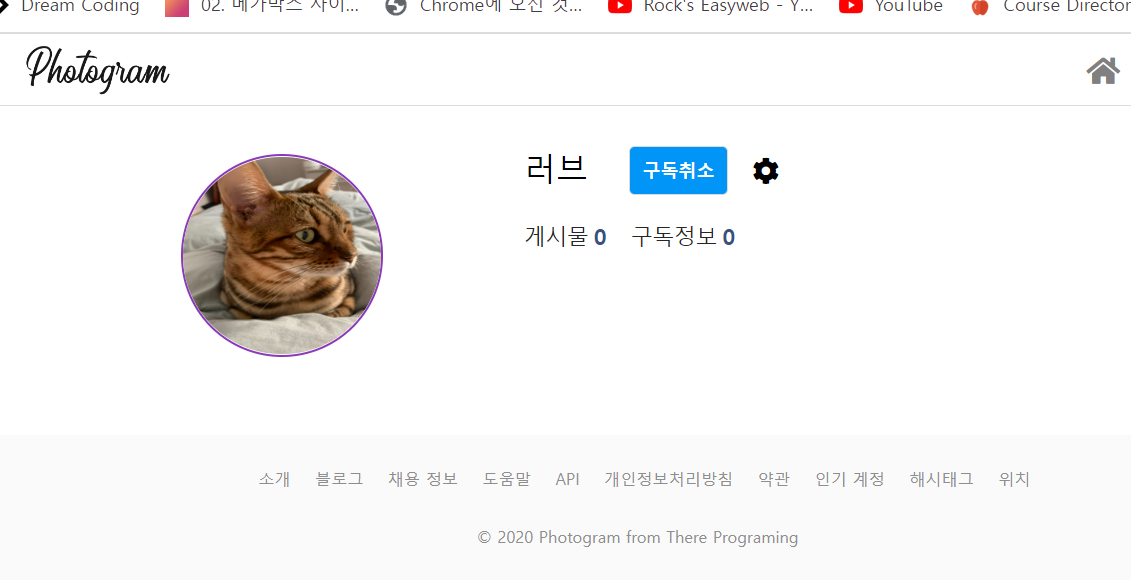 Dream Coding 02. 메가박스 사이... Chrome에 오신 것... Rock's Easyweb - Y... YouTube Course Director
Photogram
러브 구독취소
게시물 0 구독정보 0
소개 블로그 채용 정보 도움말 API 개인정보처리방침 약관 인기 계정 해시태그 위치
© 2020 Photogram from There Programing